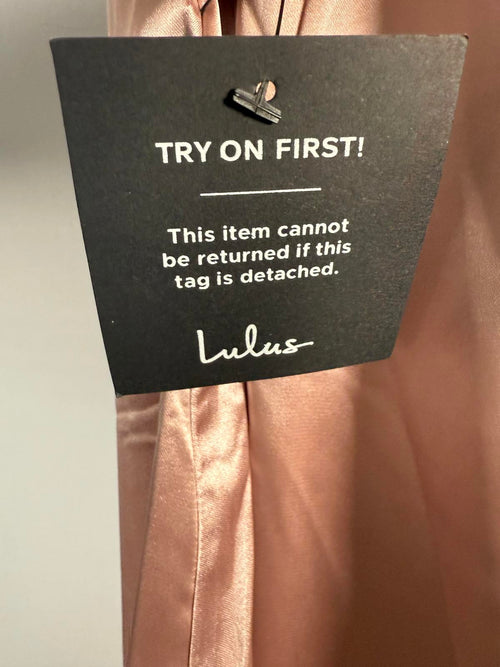 TRY ON FIRST!
This item cannot
be returned if this
tag is detached.
Lulus